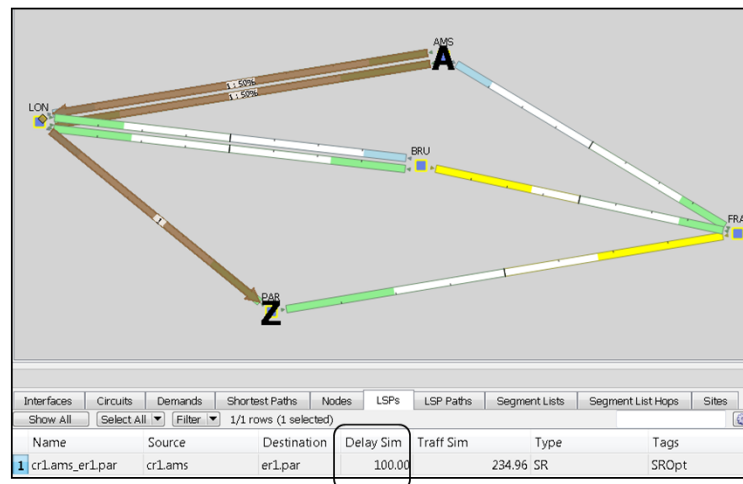 AMS
A
1 : 50%
1 : 50%
LON
BRU
FRA
1
PAR
Z
Interfaces Circuits Demands Shortest Paths Nodes LSPs LSP Paths Segment Lists Segment List Hops Sites
Show All Select All Filter 1/1 rows (1 selected)
Name Source Destination Delay Sim Traff Sim Type Tags
1 cr1.ams_er1.par cr1.ams er1.par 100.00 234.96 SR SROpt